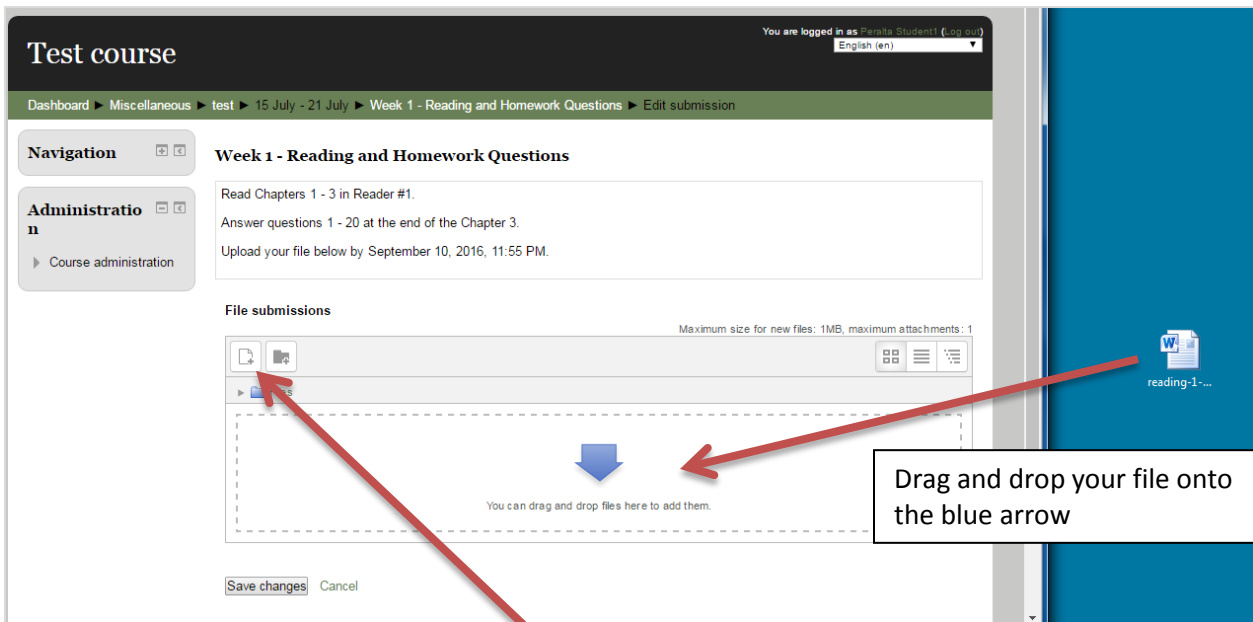 You are logged in as Peralta Student1 (Log out)
English (en)
Test course
Dashboard ► Miscellaneous ► test ► 15 July - 21 July ► Week 1 - Reading and Homework Questions ► Edit submission
Navigation
Administratio
n
Course administration
Week 1 - Reading and Homework Questions
Read Chapters 1 - 3 in Reader #1.
Answer questions 1 - 20 at the end of the Chapter 3.
Upload your file below by September 10, 2016, 11:55 PM.
File submissions
Maximum size for new files: 1MB, maximum attachments: 1
You can drag and drop files here to add them.
Save changes Cancel
reading-1-...
Drag and drop your file onto
the blue arrow